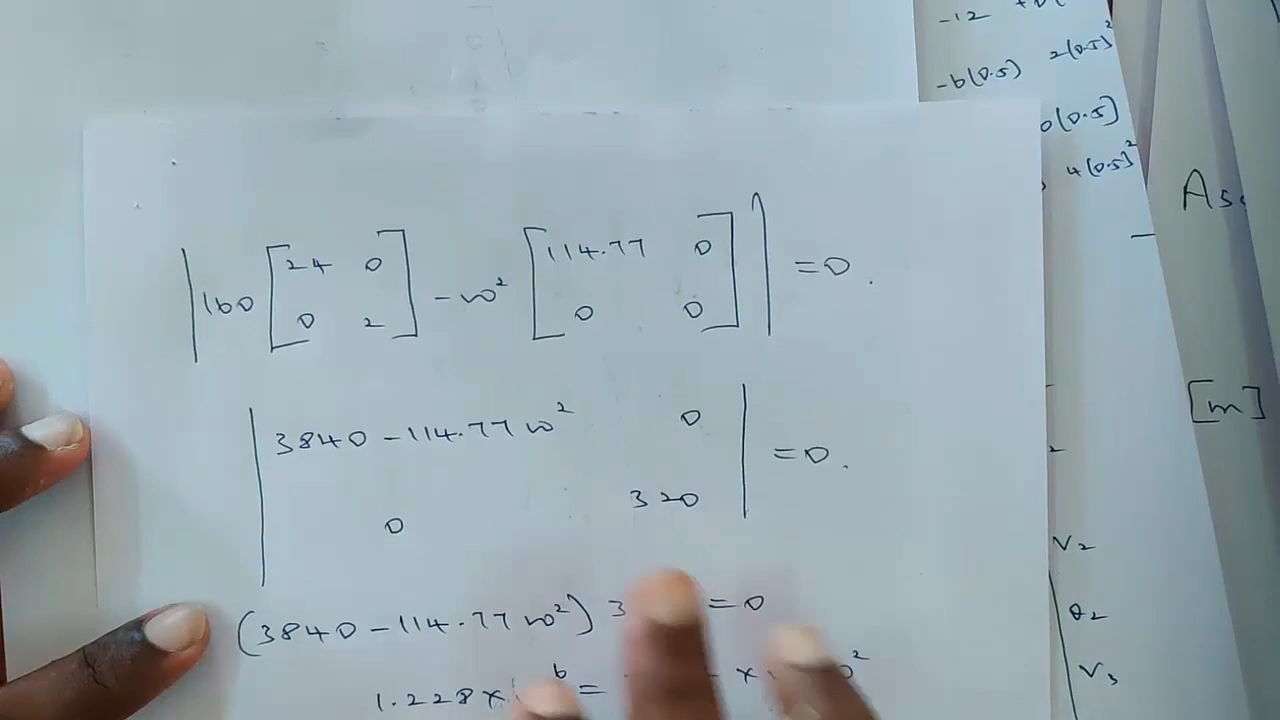 |160 [24 0 0 2] - ω² [114.77 0 0 0]| = 0.
3840 - 114.77 ω² 0
= 0.
0 320
(3840 - 114.77 ω²) 3 = 0
1.228 × 6 = × ²
-12
-6(0.5) 2(0.5)²
0(0.5)
4(0.5)²
As
[m]
V₂
θ₂
V₃